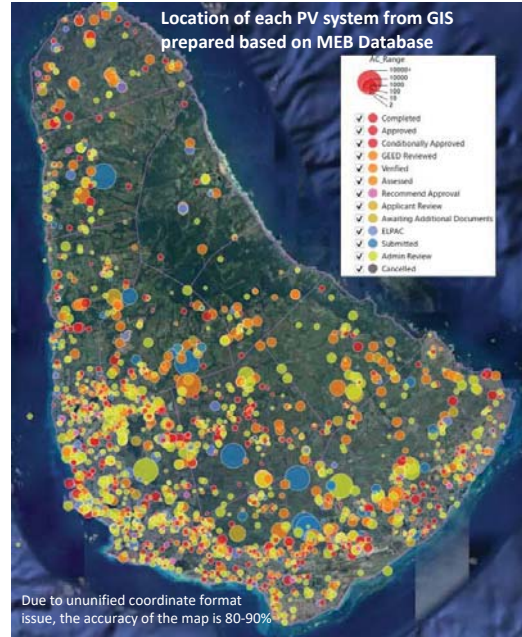 Location of each PV system from GIS
prepared based on MEB Database
AC_Range
10000+
10000
1000
100
10
2
Completed
Approved
Conditionally Approved
GEED Reviewed
Verified
Assessed
Recommend Approval
Applicant Review
Awaiting Additional Documents
ELPAC
Submitted
Admin Review
Cancelled
Due to ununified coordinate format
issue, the accuracy of the map is 80-90%